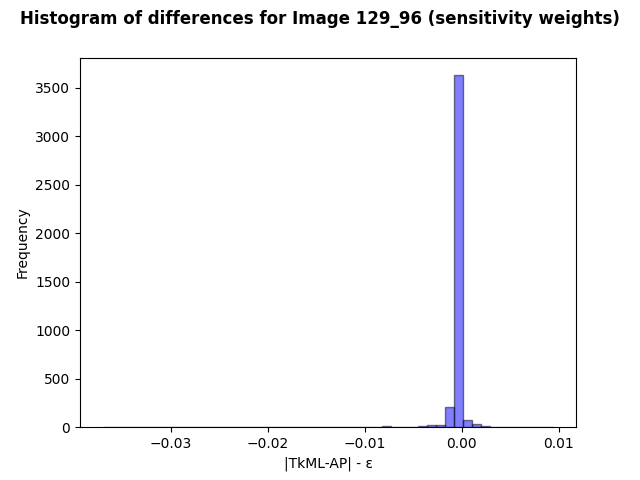 Histogram of differences for Image 129_96 (sensitivity weights)
3500
3000
2500
2000
1500
1000
500
0
Frequency
−0.03 −0.02 −0.01 0.00 0.01
|TkML-AP| - ε